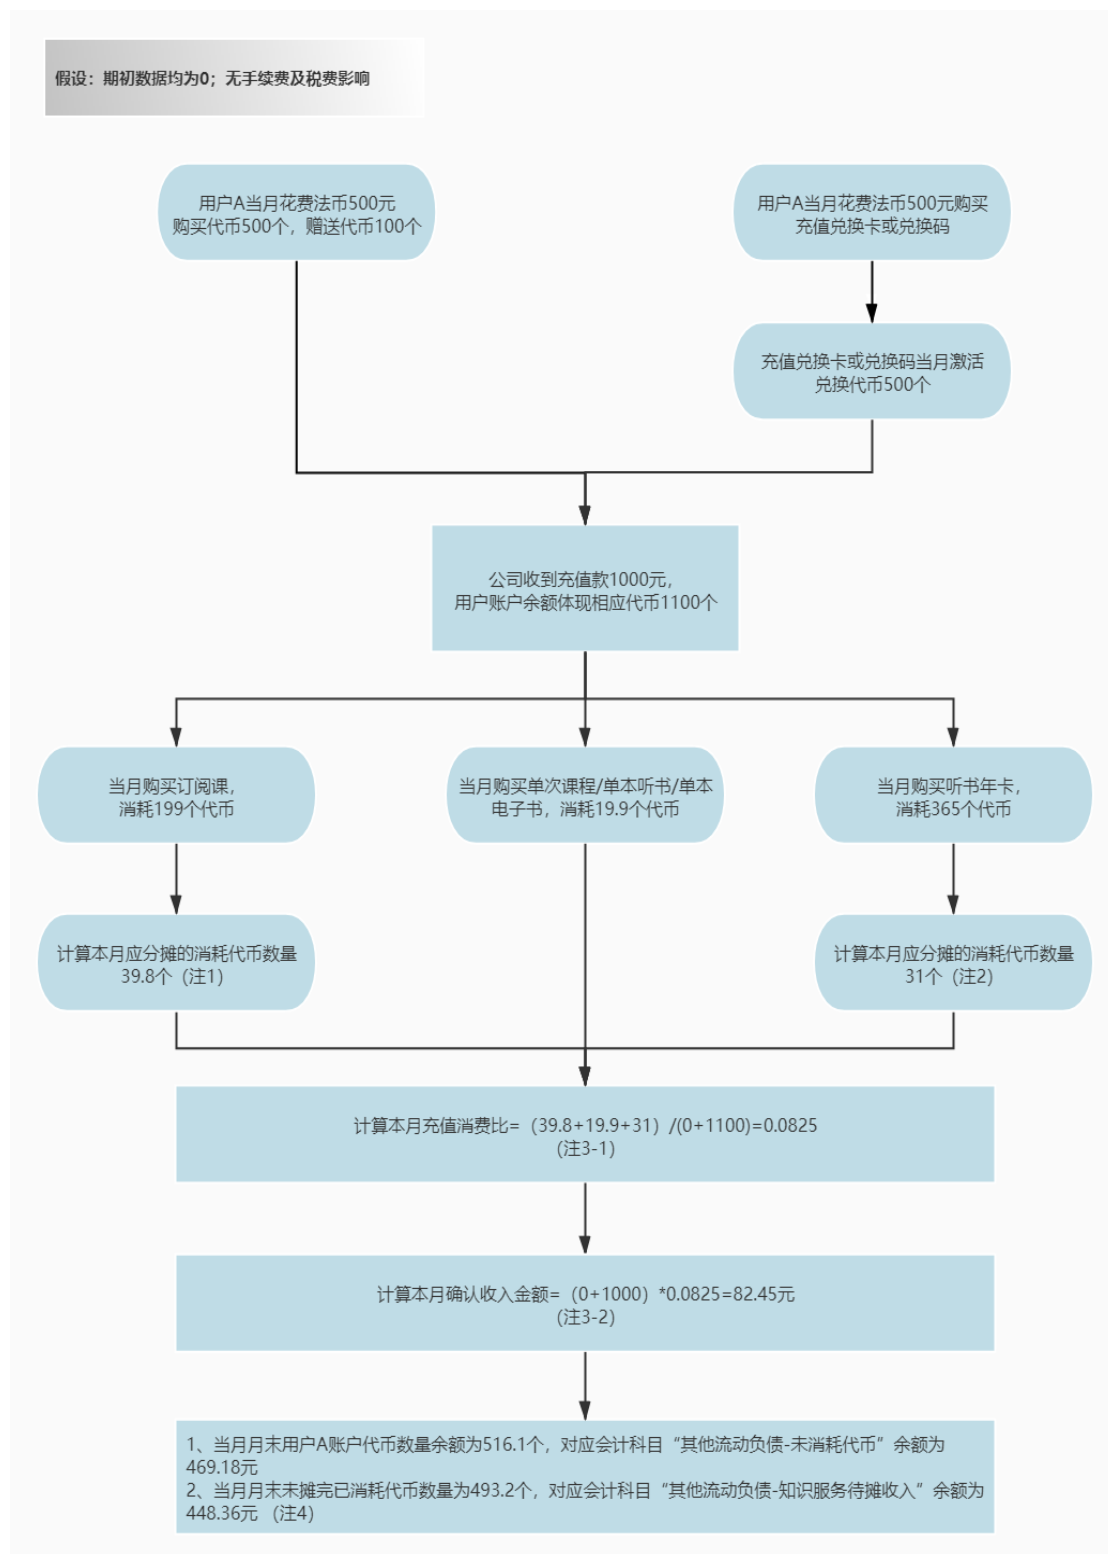 假设：期初数据均为0；无手续费及税费影响
用户A当月花费法币500元
购买代币500个，赠送代币100个
用户A当月花费法币500元购买
充值兑换卡或兑换码
充值兑换卡或兑换码当月激活
兑换代币500个
公司收到充值款1000元，
用户账户余额体现相应代币1100个
当月购买订阅课，
消耗199个代币
当月购买单次课程/单本听书/单本
电子书，消耗19.9个代币
当月购买听书年卡，
消耗365个代币
计算本月应分摊的消耗代币数量
39.8个（注1）
计算本月应分摊的消耗代币数量
31个（注2）
计算本月充值消费比=（39.8+19.9+31）/(0+1100)=0.0825
（注3-1）
计算本月确认收入金额=（0+1000）*0.0825=82.45元
（注3-2）
1、当月月末用户A账户代币数量余额为516.1个，对应会计科目“其他流动负债-未消耗代币”余额为
469.18元
2、当月月末未摊完已消耗代币数量为493.2个，对应会计科目“其他流动负债-知识服务待摊收入”余额为
448.36元 （注4）